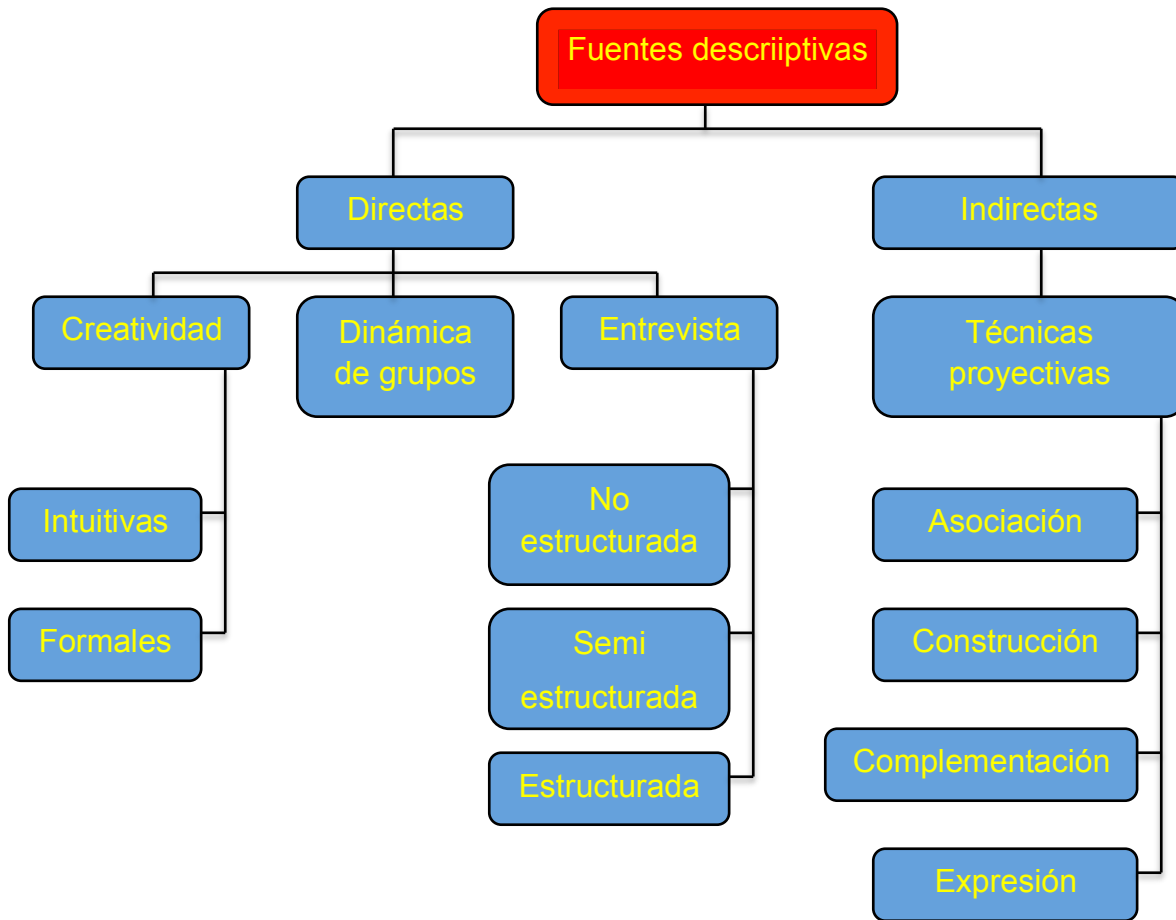 Fuentes descriiptivas
Directas
Indirectas
Creatividad
Dinámica
de grupos
Entrevista
Técnicas
proyectivas
Intuitivas
Formales
No
estructurada
Semi
estructurada
Estructurada
Asociación
Construcción
Complementación
Expresión